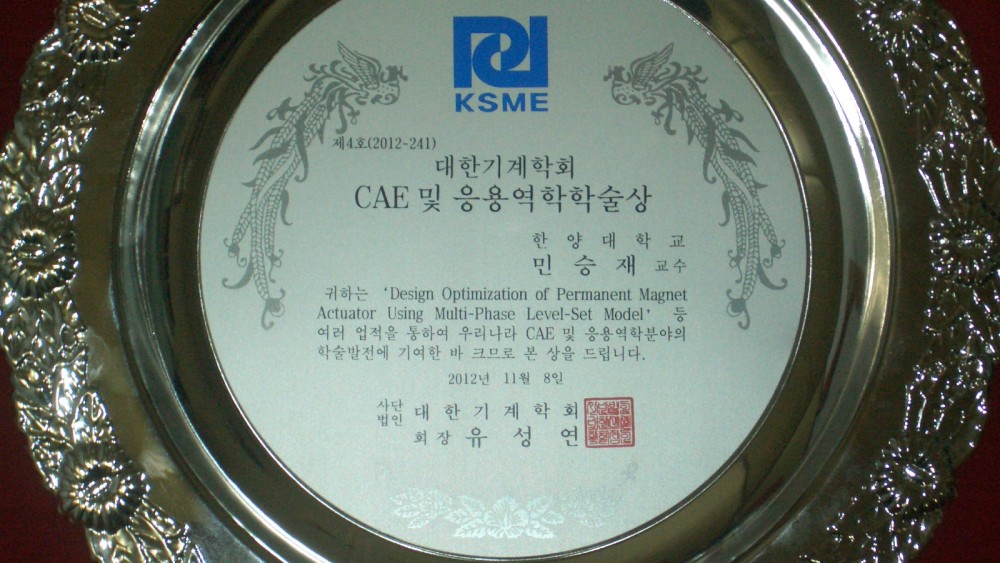 KSME
제4호(2012-241)
대한기계학회
CAE 및 응용역학학술상
한양대학교
민승재 교수
귀하는 ‘Design Optimization of Permanent Magnet
Actuator Using Multi-Phase Level-Set Model’ 등
여러 업적을 통하여 우리나라 CAE 및 응용역학분야의
학술발전에 기여한 바 크므로 본 상을 드립니다.
2012년 11월 8일
사단법인 대한기계학회
회장 유성연